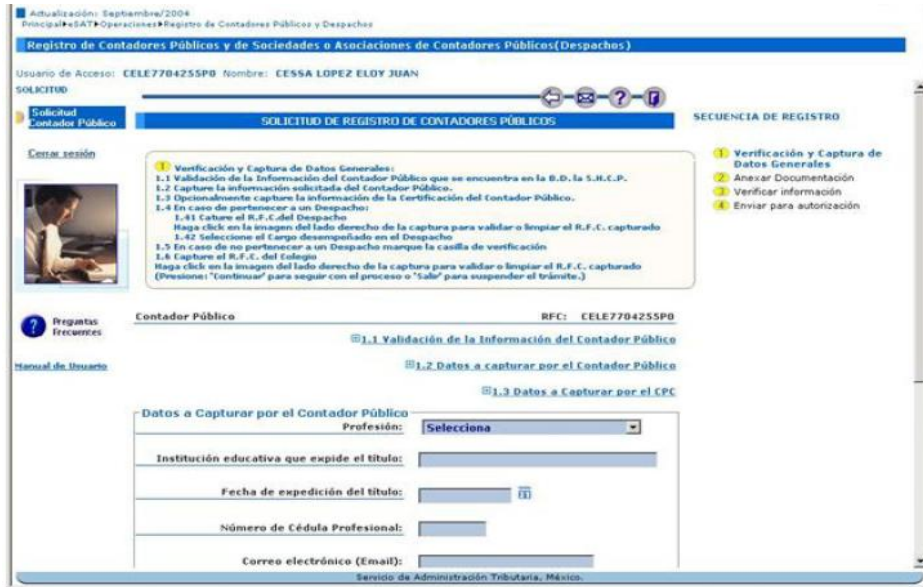 Actualización: Septiembre/2004
Principal eSAT Operaciones Registro de Contadores Públicos y Despachos
Registro de Contadores Públicos y de Sociedades o Asociaciones de Contadores Públicos(Despachos)
Usuario de Acceso: CELE7704255P0 Nombre: CESSA LOPEZ ELOY JUAN
SOLICITUD
Solicitud
Contador Público
Cerrar sesión
Preguntas
Frecuentes
Manual de Usuario
SOLICITUD DE REGISTRO DE CONTADORES PÚBLICOS
1 Verificación y Captura de Datos Generales:
1.1 Validación de la Información del Contador Público que se encuentra en la B.D. la S.H.C.P.
1.2 Capture la información solicitada del Contador Público.
1.3 Opcionalmente capture la información de la Certificación del Contador Público.
1.4 En caso de pertenecer a un Despacho:
1.41 Cature el R.F.C.del Despacho
Haga click en la imagen del lado derecho de la captura para validar o limpiar el R.F.C. capturado
1.42 Seleccione el Cargo desempeñado en el Despacho
1.5 En caso de no pertenecer a un Despacho marque la casilla de verificación
1.6 Capture el R.F.C. del Colegio
Haga click en la imagen del lado derecho de la captura para validar o limpiar el R.F.C. capturado
(Presione: "Continuar" para seguir con el proceso o "Salir" para suspender el trámite.)
Contador Público RFC: CELE7704255P0
1.1 Validación de la Información del Contador Público
1.2 Datos a capturar por el Contador Público
1.3 Datos a Capturar por el CPC
Datos a Capturar por el Contador Público
Profesión: Selecciona
Institución educativa que expide el título:
Fecha de expedición del título:
Número de Cédula Profesional:
Correo electrónico (Email):
SECUENCIA DE REGISTRO
1 Verificación y Captura de
Datos Generales
2 Anexar Documentación
3 Verificar información
4 Enviar para autorización
Servicio de Administración Tributaria, México.